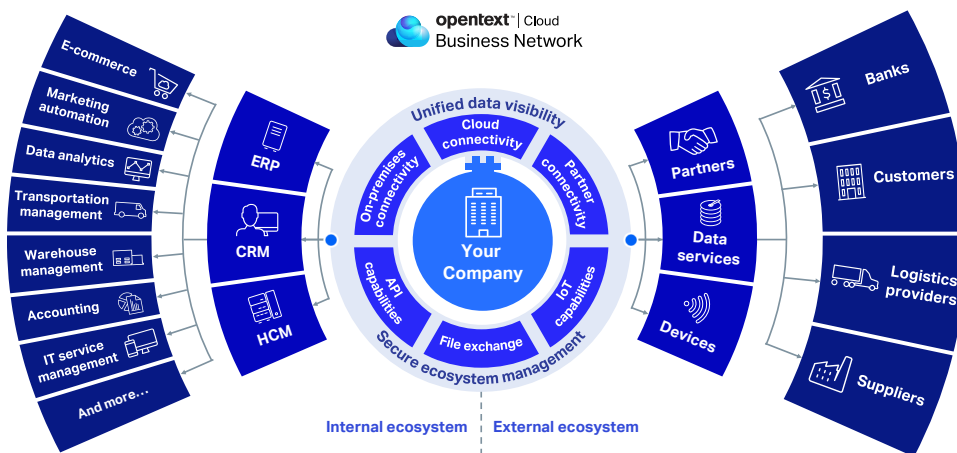 opentext™ | Cloud
Business Network
E-commerce
Marketing
automation
Data analytics
Transportation
management
Warehouse
management
Accounting
IT service
management
And more...
ERP
CRM
HCM
Unified data visibility
Cloud
connectivity
On-premises
connectivity
Partner
connectivity
Your
Company
API
capabilities
IoT
capabilities
File exchange
Secure ecosystem management
Partners
Data
services
Devices
Banks
Customers
Logistics
providers
Suppliers
Internal ecosystem
External ecosystem